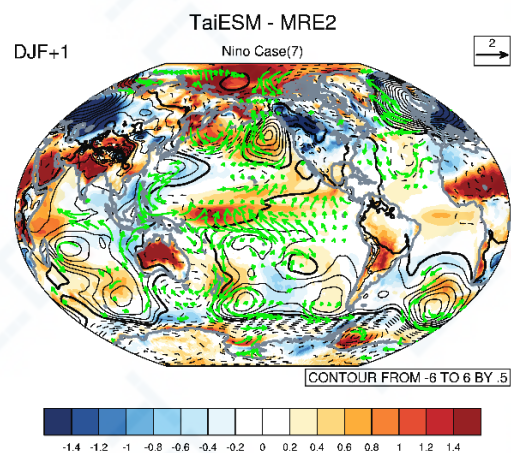 TaiESM - MRE2
DJF+1
Nino Case(7)
2
CONTOUR FROM -6 TO 6 BY .5
-1.4 -1.2 -1 -0.8 -0.6 -0.4 -0.2 0 0.2 0.4 0.6 0.8 1 1.2 1.4